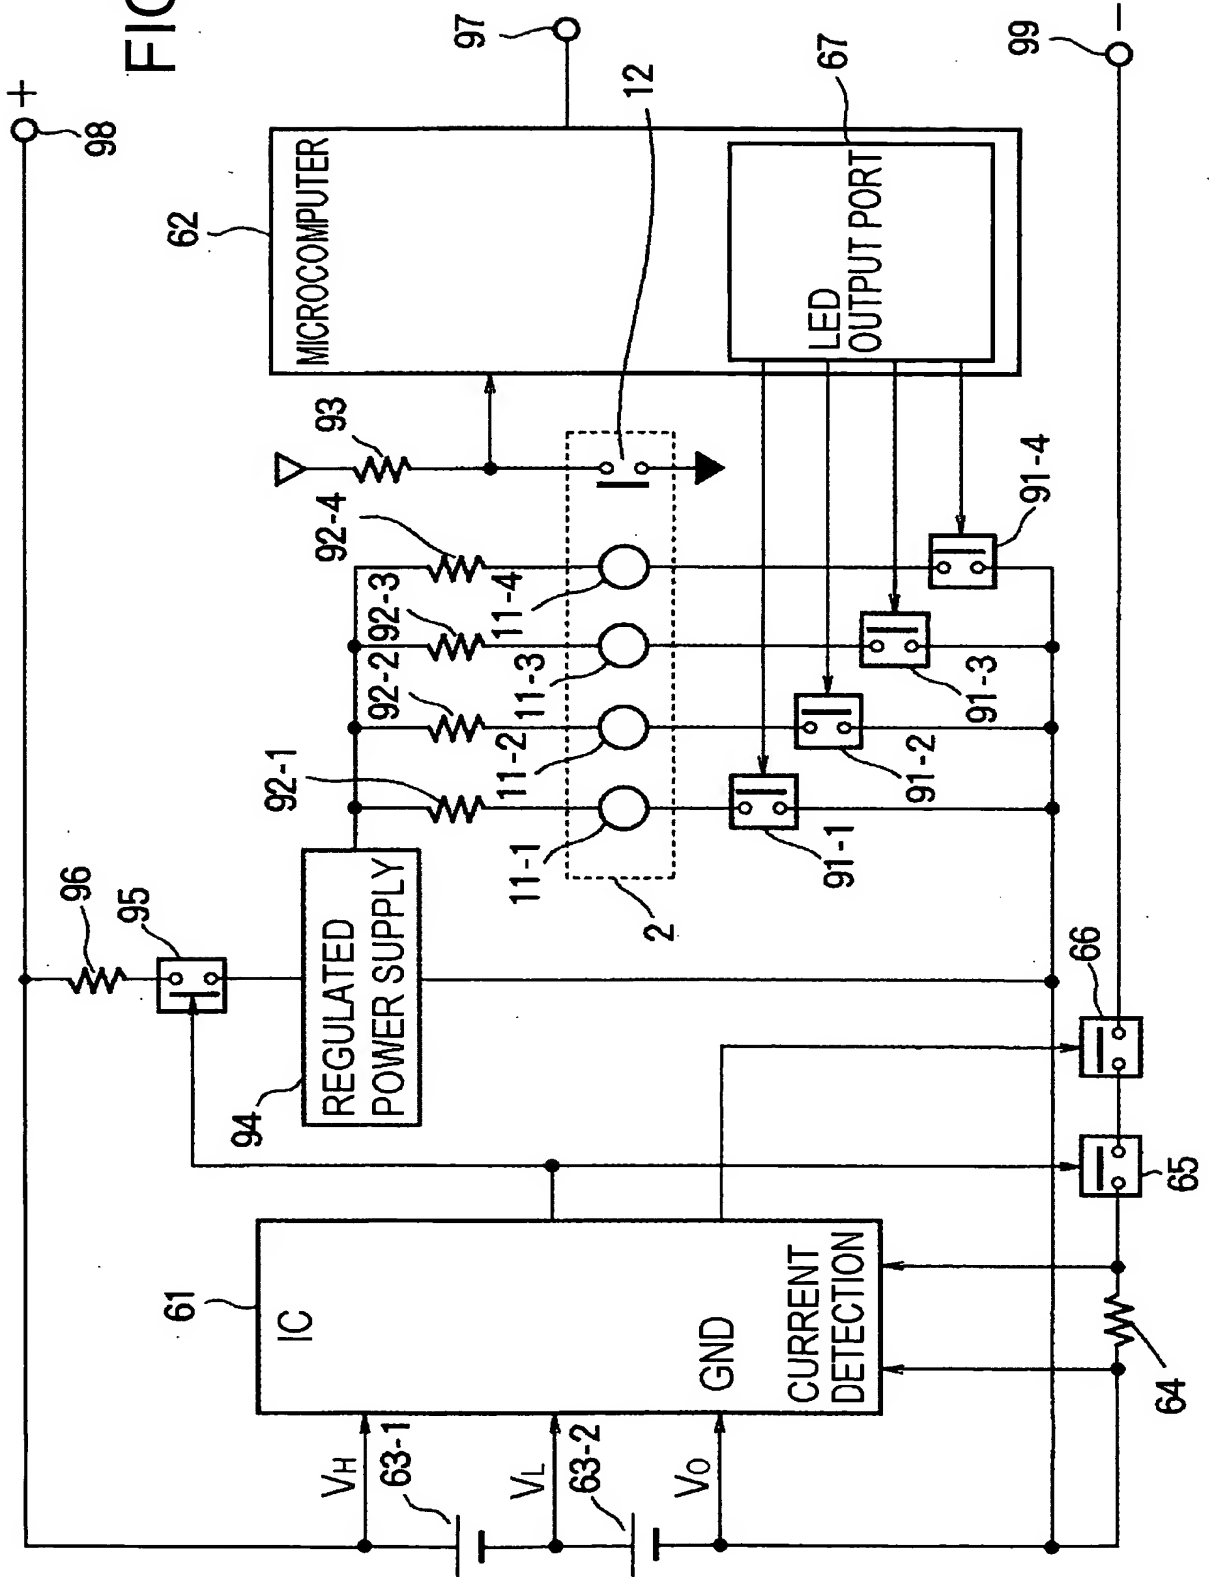 FIG
+
98
97
99
−
62
MICROCOMPUTER
12
67
LED
OUTPUT PORT
93
92-4
92-3
92-2
92-1
11-4
11-3
11-2
11-1
2
91-4
91-3
91-2
91-1
96
95
94
REGULATED
POWER SUPPLY
66
65
61
IC
GND
CURRENT
DETECTION
64
VH
63-1
VL
63-2
VO